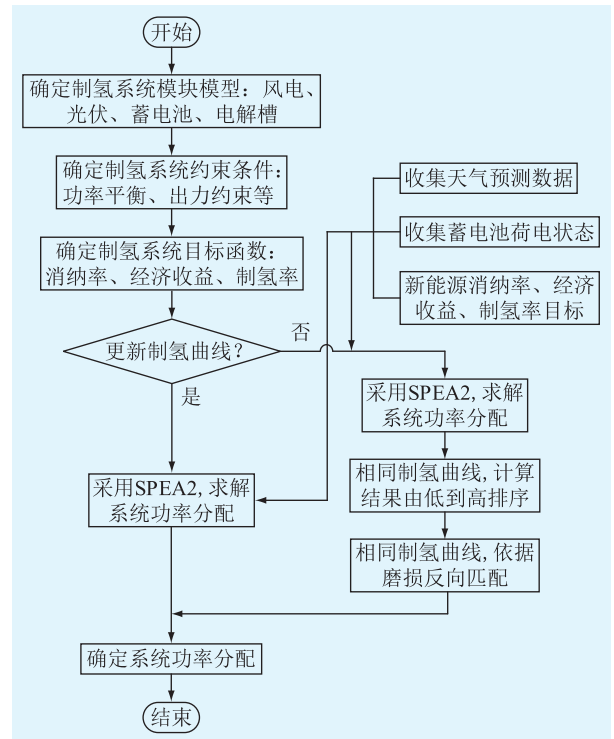 开始
确定制氢系统模块模型：风电、
光伏、蓄电池、电解槽
确定制氢系统约束条件：
功率平衡、出力约束等
确定制氢系统目标函数：
消纳率、经济收益、制氢率
更新制氢曲线？
否
是
收集天气预测数据
收集蓄电池荷电状态
新能源消纳率、经济
收益、制氢率目标
采用SPEA2, 求解
系统功率分配
相同制氢曲线, 计算
结果由低到高排序
相同制氢曲线, 依据
磨损反向匹配
采用SPEA2, 求解
系统功率分配
确定系统功率分配
结束